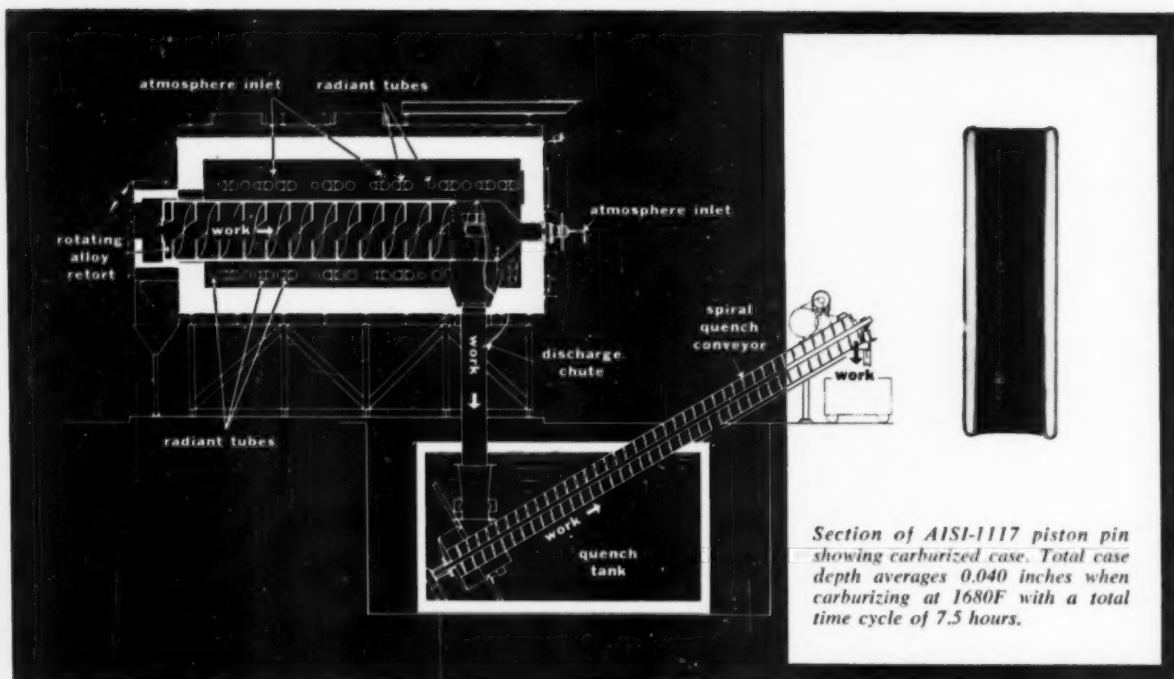 atmosphere inlet
radiant tubes
atmosphere inlet
work →
rotating
alloy
retort
spiral
quench
conveyor
work
discharge
chute
work
radiant tubes
work →
quench
tank
Section of AISI-1117 piston pin
showing carburized case. Total case
depth averages 0.040 inches when
carburizing at 1680F with a total
time cycle of 7.5 hours.